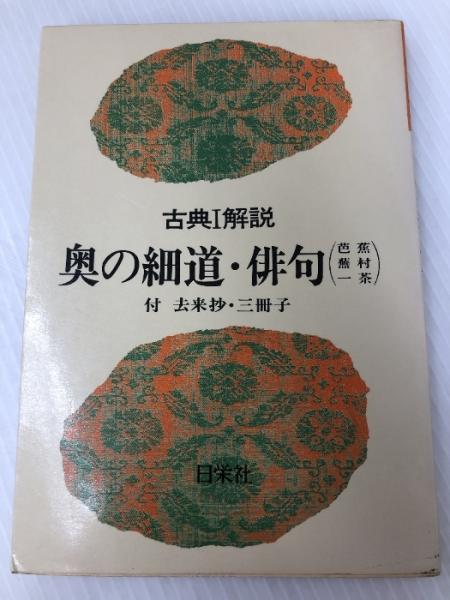 古典I解説
奥の細道・俳句(芭蕉 蕪村 一茶)
付 去来抄・三冊子
日栄社